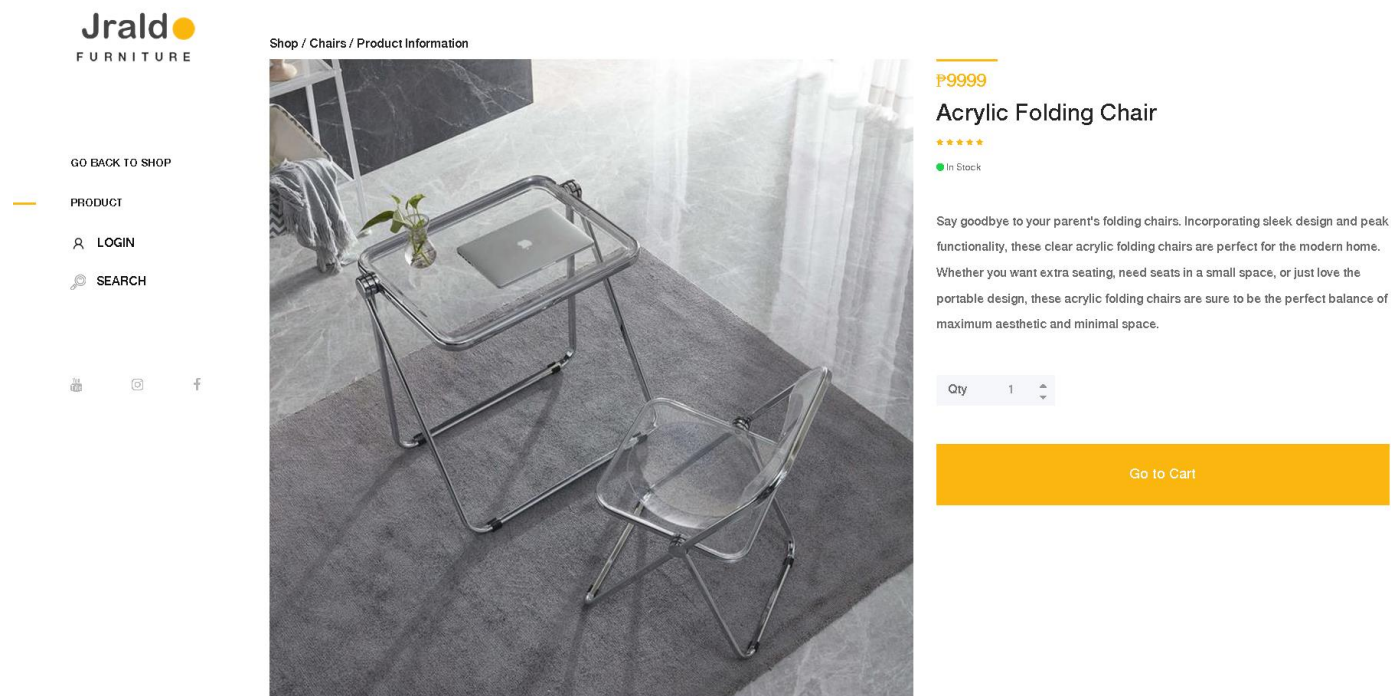 Jrald
FURNITURE
GO BACK TO SHOP
PRODUCT
LOGIN
SEARCH
Shop / Chairs / Product Information
₱9999
Acrylic Folding Chair
In Stock
Say goodbye to your parent's folding chairs. Incorporating sleek design and peak
functionality, these clear acrylic folding chairs are perfect for the modern home.
Whether you want extra seating, need seats in a small space, or just love the
portable design, these acrylic folding chairs are sure to be the perfect balance of
maximum aesthetic and minimal space.
Qty 1
Go to Cart